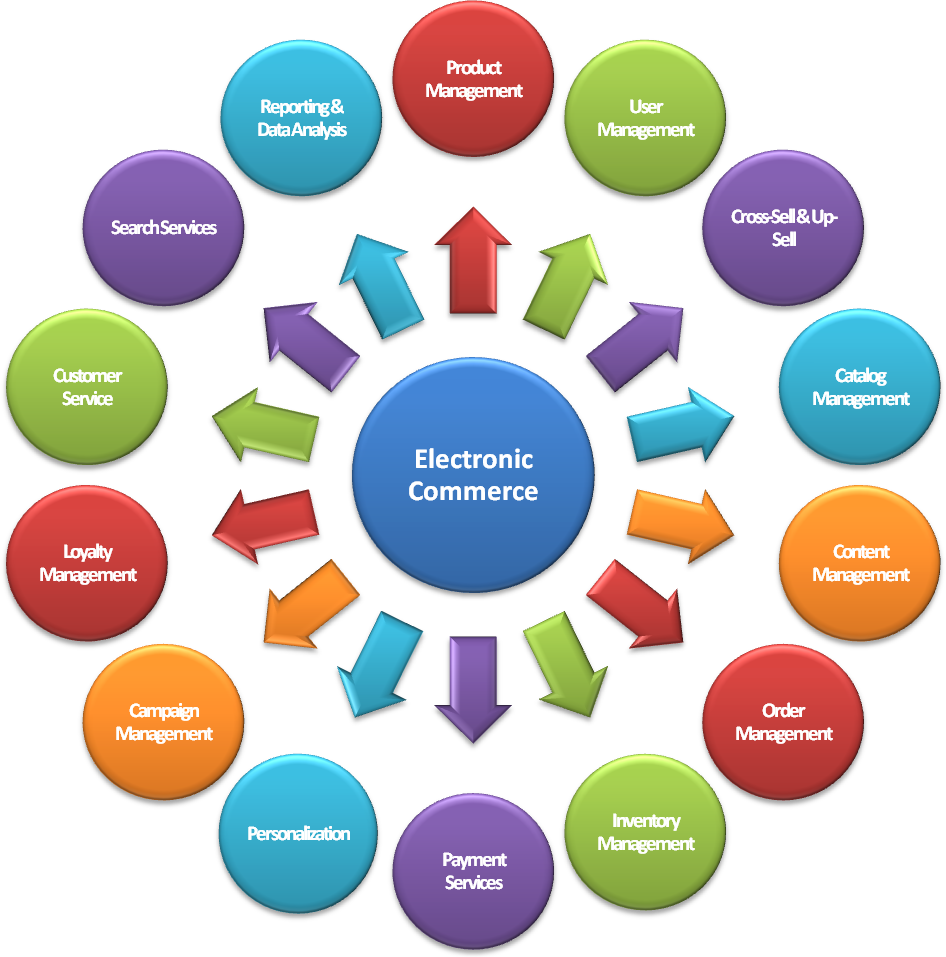 Product
Management
User
Management
Cross-Sell & Up-
Sell
Catalog
Management
Content
Management
Order
Management
Inventory
Management
Payment
Services
Personalization
Campaign
Management
Loyalty
Management
Customer
Service
Search Services
Reporting &
Data Analysis
Electronic
Commerce